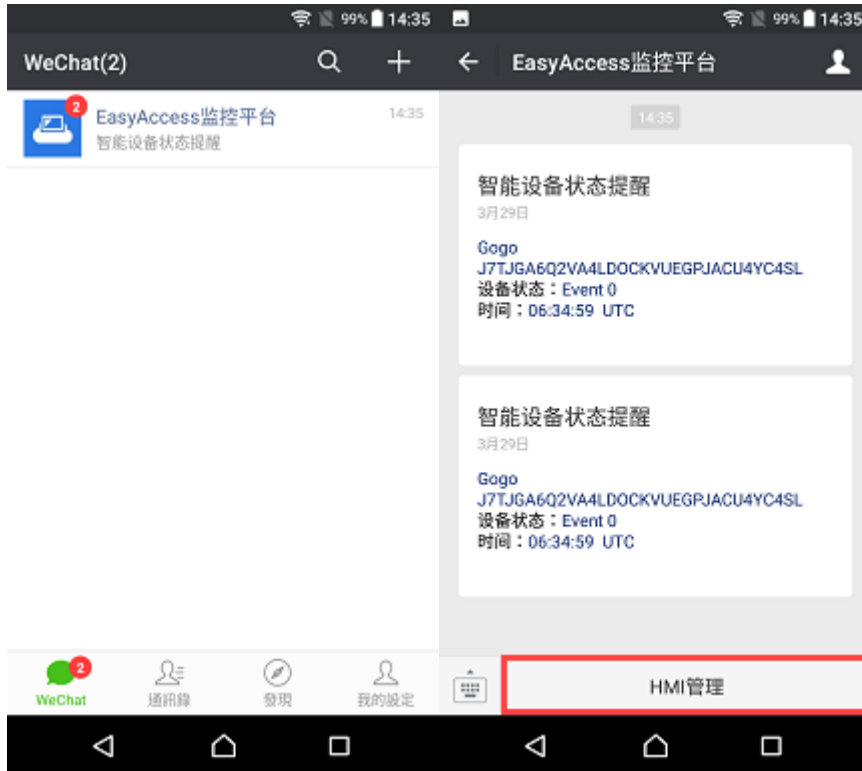 99% 14:35
WeChat(2)
2
EasyAccess监控平台
14:35
智能设备状态提醒
2
WeChat
通訊錄
發現
我的設定
99% 14:35
EasyAccess监控平台
14:35
智能设备状态提醒
3月29日
Gogo
J7TJGA6Q2VA4LDOCKVUEGPJACU4YC4SL
设备状态：Event 0
时间：06:34:59 UTC
智能设备状态提醒
3月29日
Gogo
J7TJGA6Q2VA4LDOCKVUEGPJACU4YC4SL
设备状态：Event 0
时间：06:34:59 UTC
HMI管理